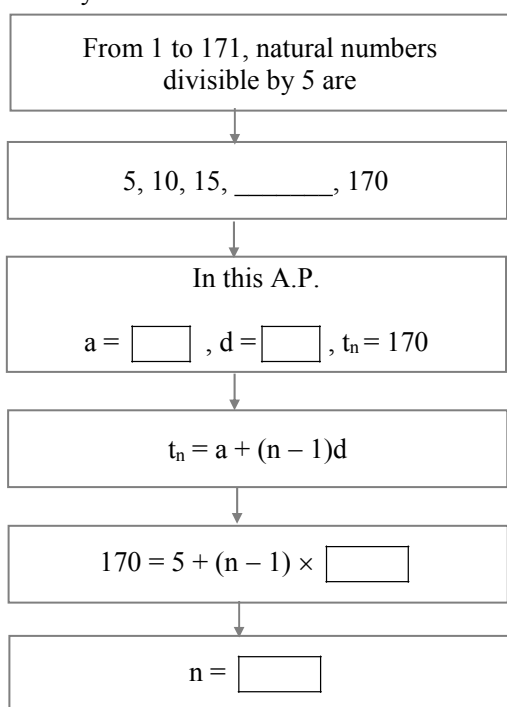 From 1 to 171, natural numbers
divisible by 5 are
5, 10, 15, _______, 170
In this A.P.
a = , d = , tₙ = 170
tₙ = a + (n – 1)d
170 = 5 + (n – 1) ×
n =